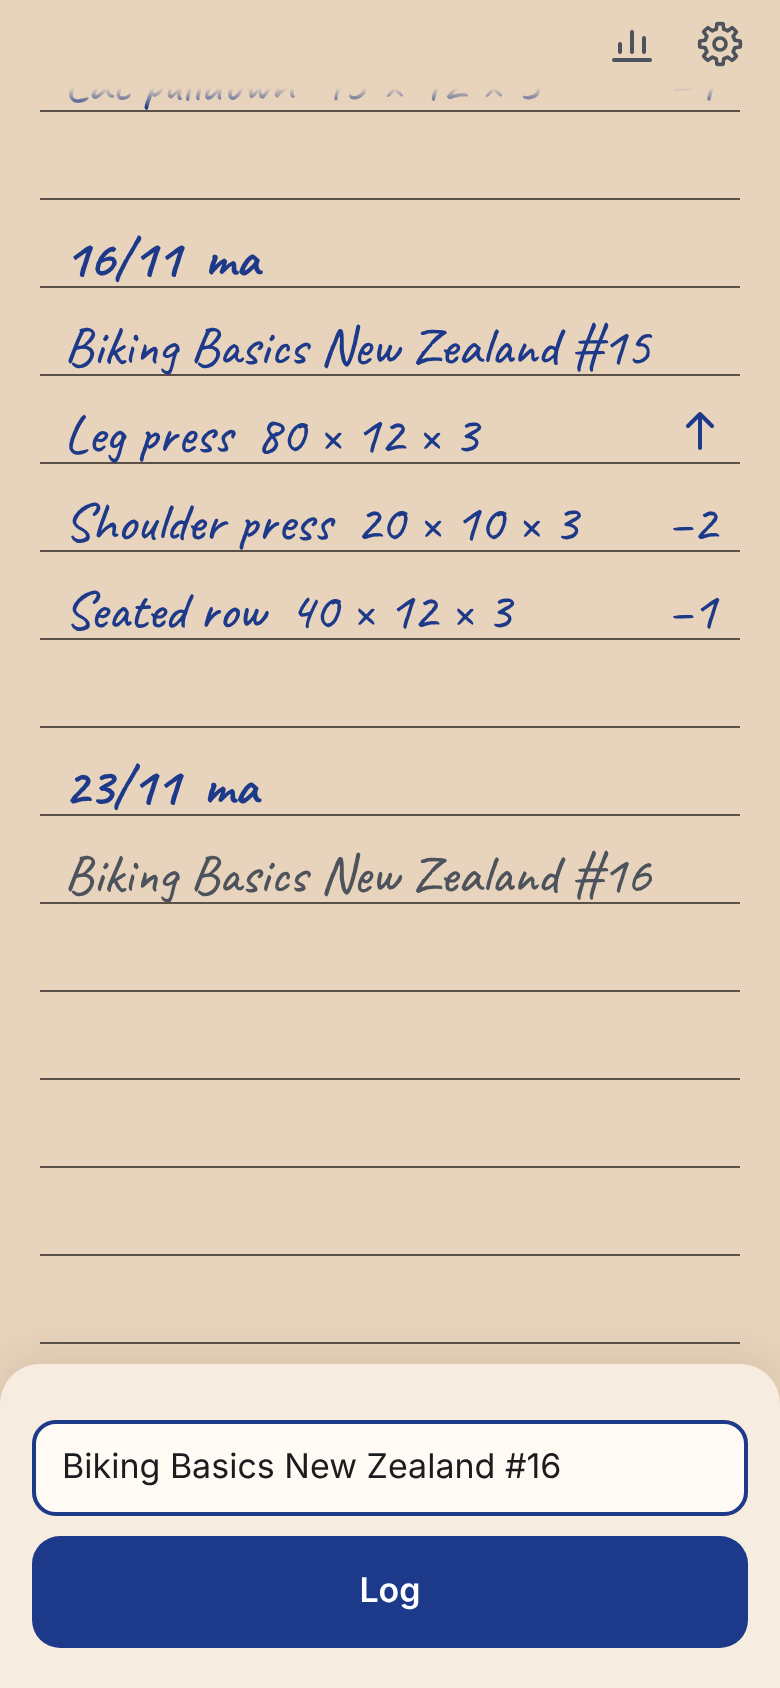 Lat pulldown
16/11 ma
Biking Basics New Zealand #15
Leg press 80 × 12 × 3 ↑
Shoulder press 20 × 10 × 3 −2
Seated row 40 × 12 × 3 −1
23/11 ma
Biking Basics New Zealand #16
Biking Basics New Zealand #16
Log